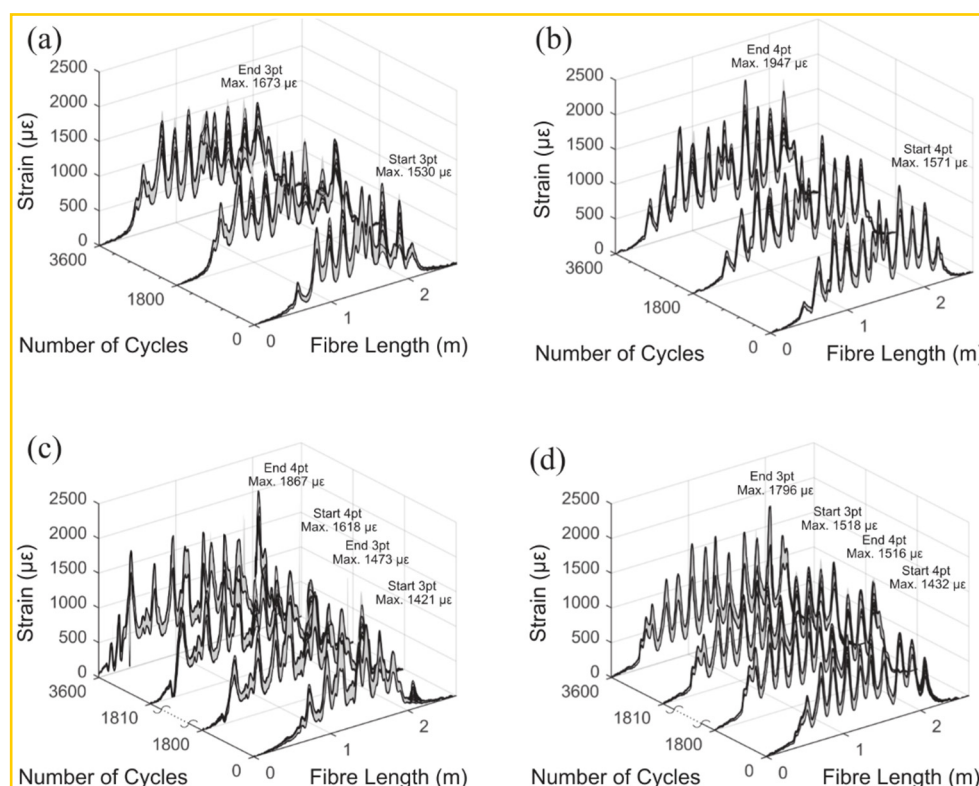 (a)
End 3pt
Max. 1673 µε
Start 3pt
Max. 1530 µε
2500
2000
1500
1000
500
0
Strain (µε)
3600
1800
0
Number of Cycles
0
1
2
Fibre Length (m)
(b)
End 4pt
Max. 1947 µε
Start 4pt
Max. 1571 µε
2500
2000
1500
1000
500
0
Strain (µε)
3600
1800
0
Number of Cycles
0
1
2
Fibre Length (m)
(c)
End 4pt
Max. 1867 µε
Start 4pt
Max. 1618 µε
End 3pt
Max. 1473 µε
Start 3pt
Max. 1421 µε
2500
2000
1500
1000
500
0
Strain (µε)
3600
1810
1800
0
Number of Cycles
0
1
2
Fibre Length (m)
(d)
End 3pt
Max. 1796 µε
Start 3pt
Max. 1518 µε
End 4pt
Max. 1516 µε
Start 4pt
Max. 1432 µε
2500
2000
1500
1000
500
0
Strain (µε)
3600
1810
1800
0
Number of Cycles
0
1
2
Fibre Length (m)